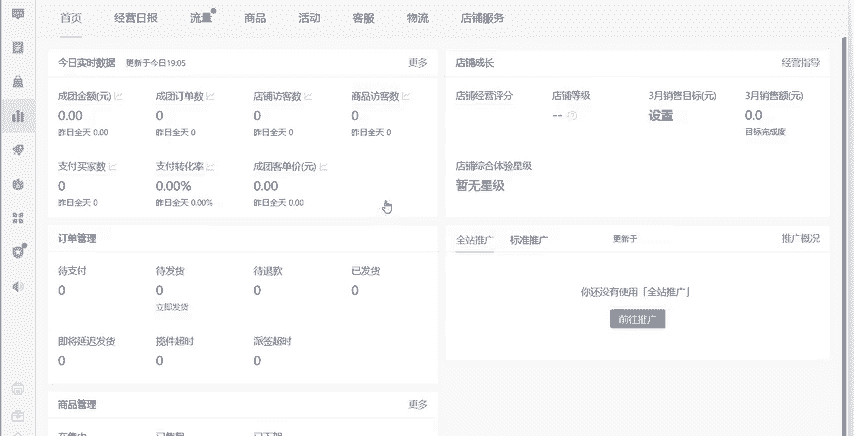 首页 经营日报 流量 商品 活动 客服 物流 店铺服务
今日实时数据 更新于今日19:05 更多
成团金额(元) 成团订单数 店铺访客数 商品访客数
0.00 0 0 0
昨日全天 0.00 昨日全天 0 昨日全天 0 昨日全天 0
支付买家数 支付转化率 成团客单价(元)
0 0.00% 0.00
昨日全天 0 昨日全天 0.00% 昨日全天 0.00
店铺成长 经营指导
店铺经营评分 店铺等级 3月销售目标(元) 3月销售额(元)
-- 设置 0.0
目标完成度
店铺综合体验星级
暂无星级
订单管理
待支付 待发货 待退款 已发货
0 0 0 0
立即发货
即将延迟发货 揽件超时 派签超时
0 0 0
全站推广 标准推广 更新于 推广概况
你还没有使用「全站推广」
前往推广
商品管理 更多
在售中 已售罄 已下架